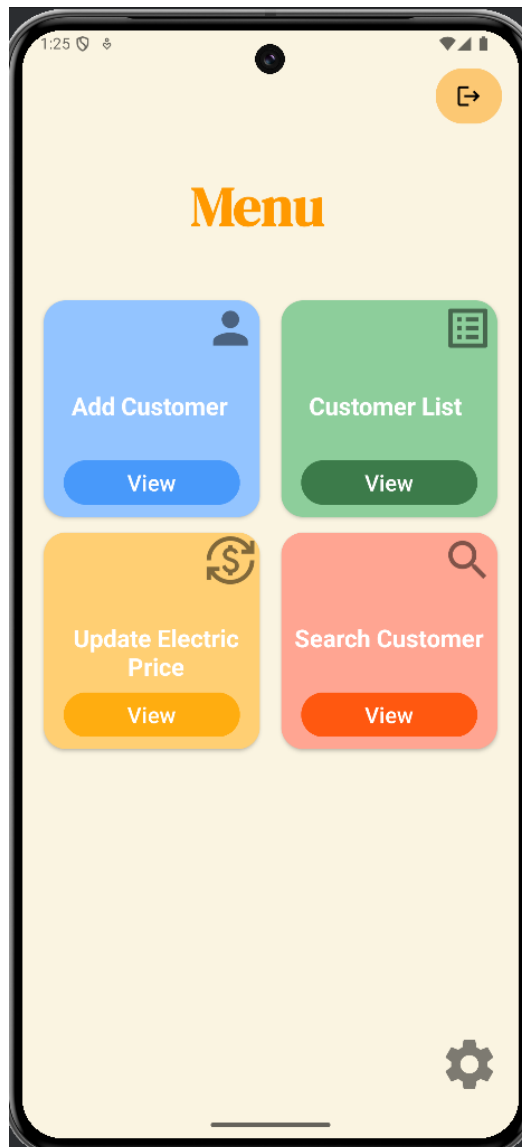 1:25
Menu
Add Customer
View
Customer List
View
Update Electric
Price
View
Search Customer
View